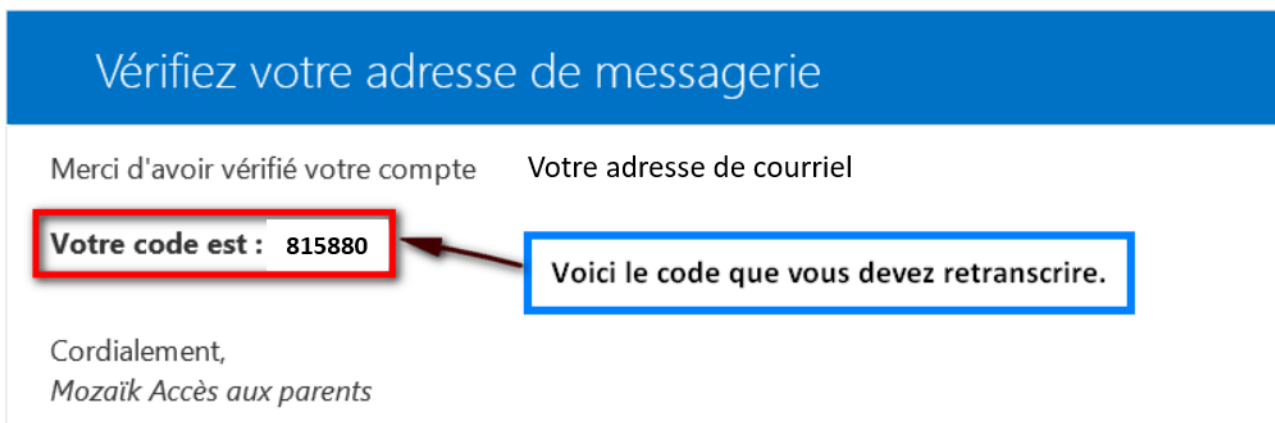 Vérifiez votre adresse de messagerie
Merci d'avoir vérifié votre compte Votre adresse de courriel
Votre code est : 815880
Voici le code que vous devez retranscrire.
Cordialement,
Mozaïk Accès aux parents